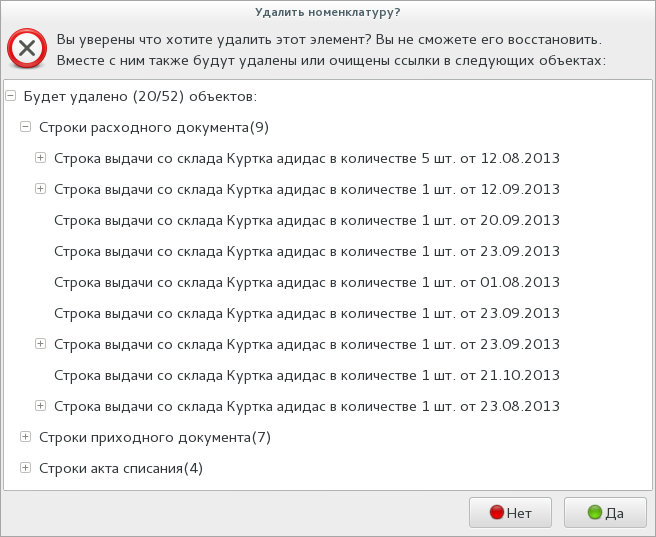 Удалить номенклатуру?
Вы уверены что хотите удалить этот элемент? Вы не сможете его восстановить.
Вместе с ним также будут удалены или очищены ссылки в следующих объектах:
Будет удалено (20/52) объектов:
Строки расходного документа(9)
Строка выдачи со склада Куртка адидас в количестве 5 шт. от 12.08.2013
Строка выдачи со склада Куртка адидас в количестве 1 шт. от 12.09.2013
Строка выдачи со склада Куртка адидас в количестве 1 шт. от 20.09.2013
Строка выдачи со склада Куртка адидас в количестве 1 шт. от 23.09.2013
Строка выдачи со склада Куртка адидас в количестве 1 шт. от 01.08.2013
Строка выдачи со склада Куртка адидас в количестве 1 шт. от 23.09.2013
Строка выдачи со склада Куртка адидас в количестве 1 шт. от 23.09.2013
Строка выдачи со склада Куртка адидас в количестве 1 шт. от 21.10.2013
Строка выдачи со склада Куртка адидас в количестве 1 шт. от 23.08.2013
Строки приходного документа(7)
Строки акта списания(4)
Нет
Да